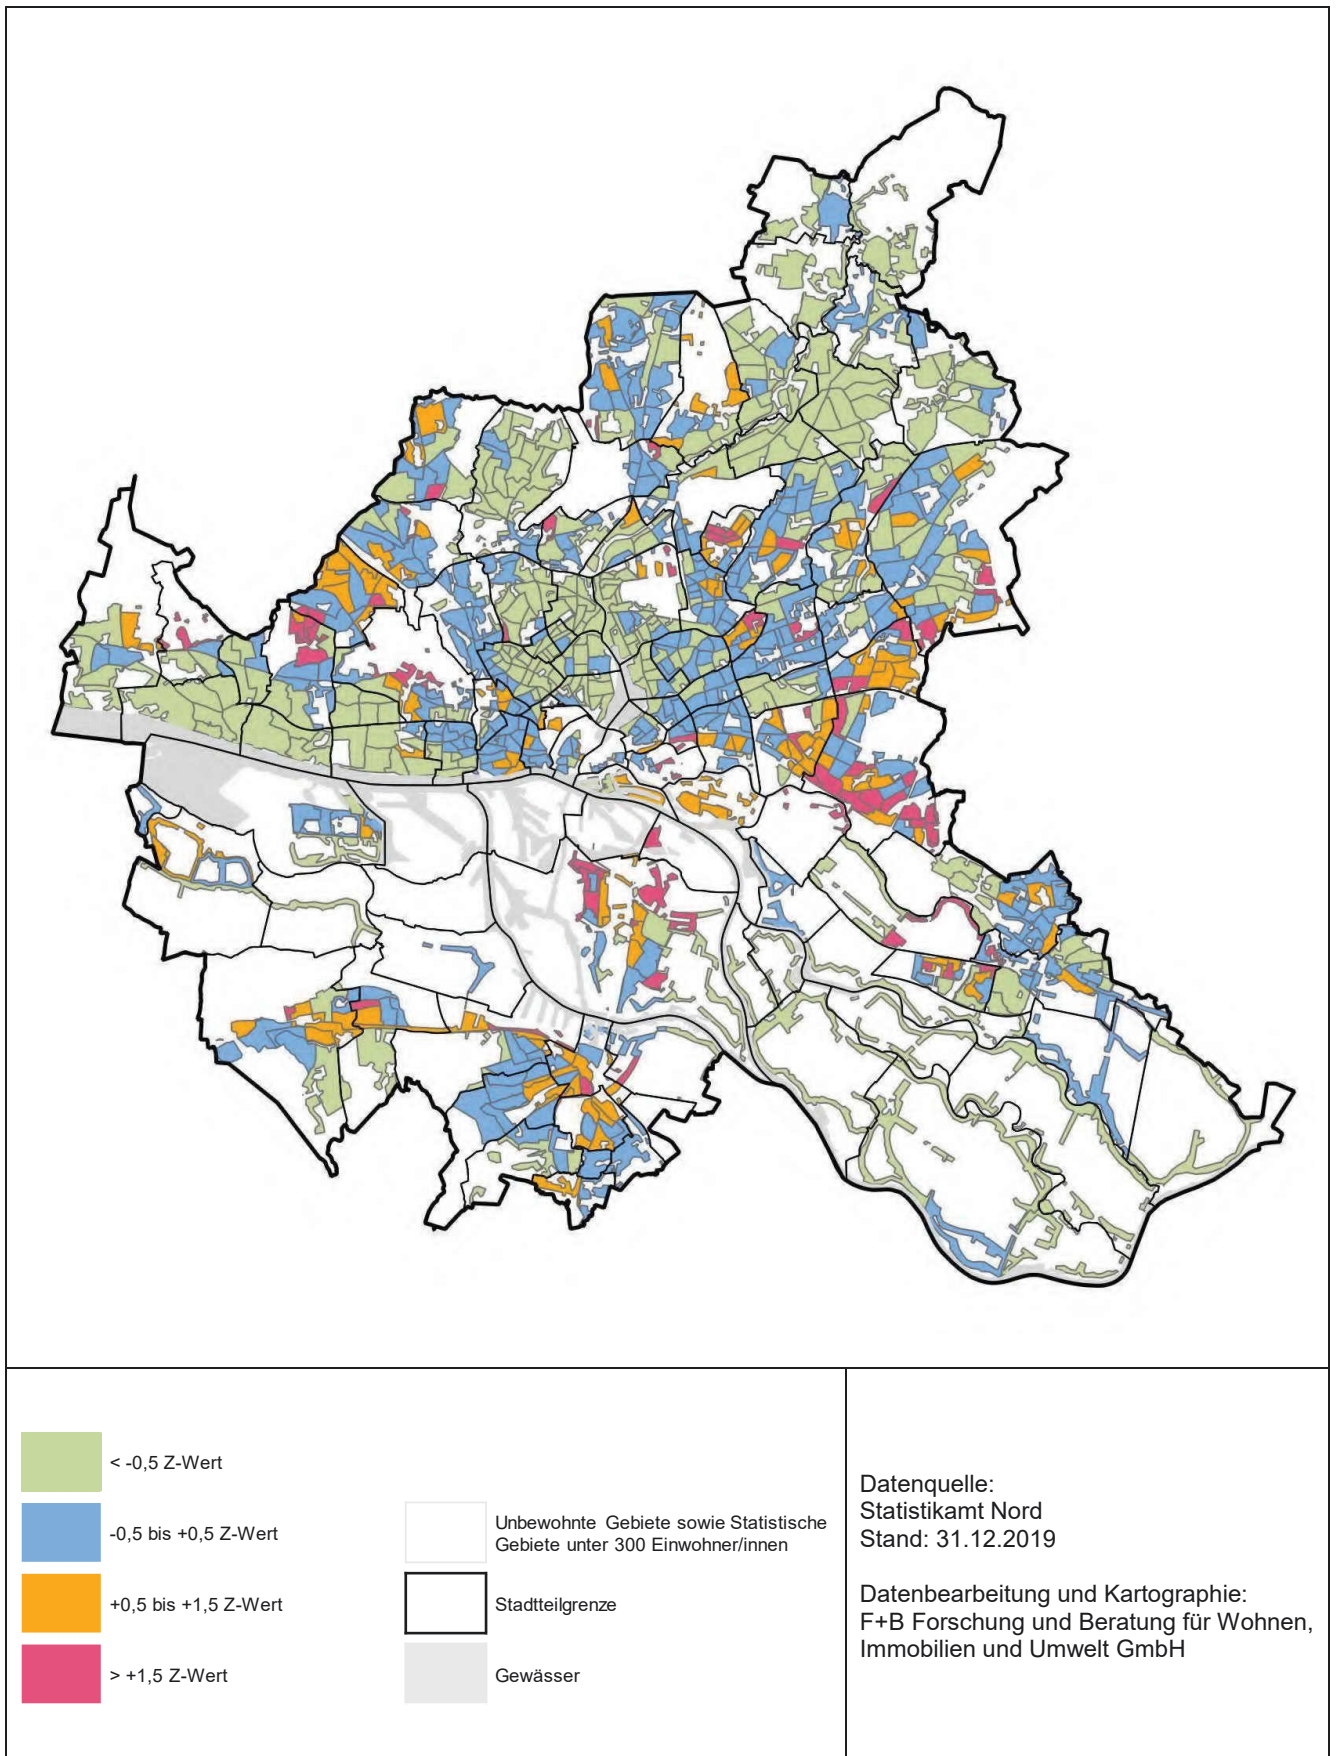 < -0,5 Z-Wert
-0,5 bis +0,5 Z-Wert
+0,5 bis +1,5 Z-Wert
> +1,5 Z-Wert
Unbewohnte Gebiete sowie Statistische
Gebiete unter 300 Einwohner/innen
Stadtteilgrenze
Gewässer
Datenquelle:
Statistikamt Nord
Stand: 31.12.2019
Datenbearbeitung und Kartographie:
F+B Forschung und Beratung für Wohnen,
Immobilien und Umwelt GmbH